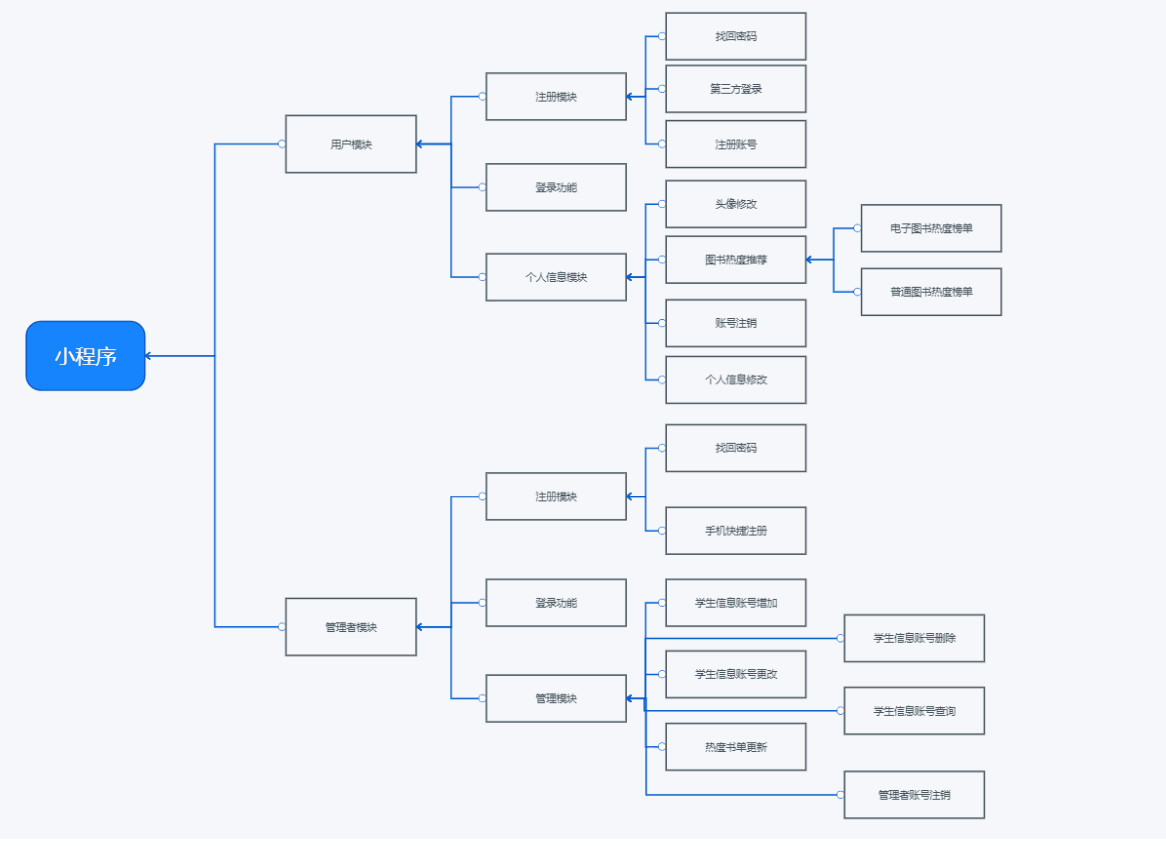 小程序
用户模块
注册模块
找回密码
第三方登录
注册账号
登录功能
个人信息模块
头像修改
图书热度推荐
电子图书热度榜单
普通图书热度榜单
账号注销
个人信息修改
管理者模块
注册模块
找回密码
手机快捷注册
登录功能
管理模块
学生信息账号增加
学生信息账号删除
学生信息账号更改
学生信息账号查询
热度书单更新
管理者账号注销